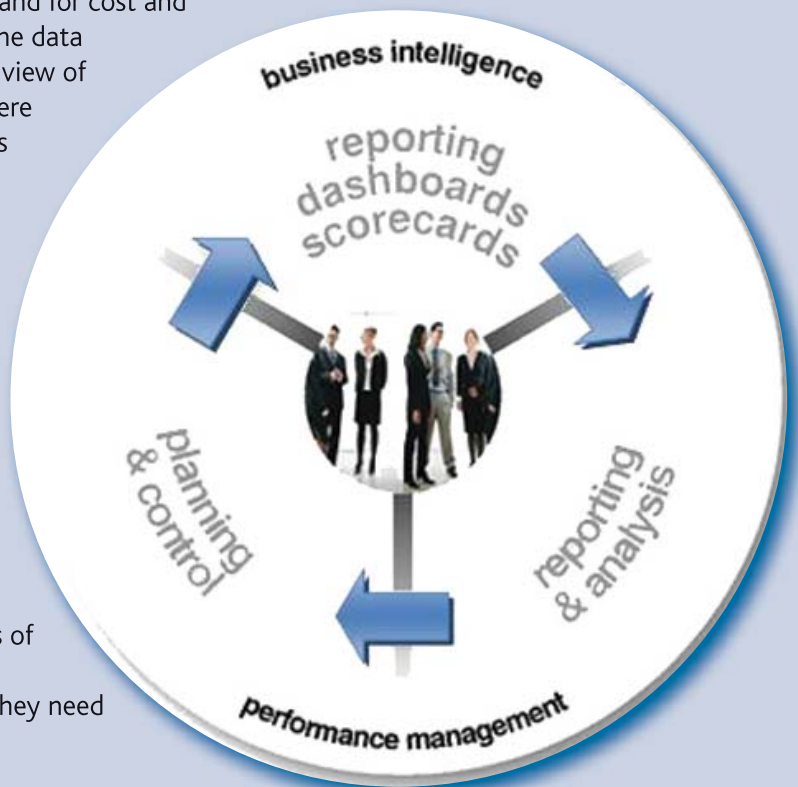 and for cost and
ne data
view of
ere
s
business intelligence
reporting
dashboards
scorecards
planning
& control
reporting
& analysis
s of
hey need
performance management